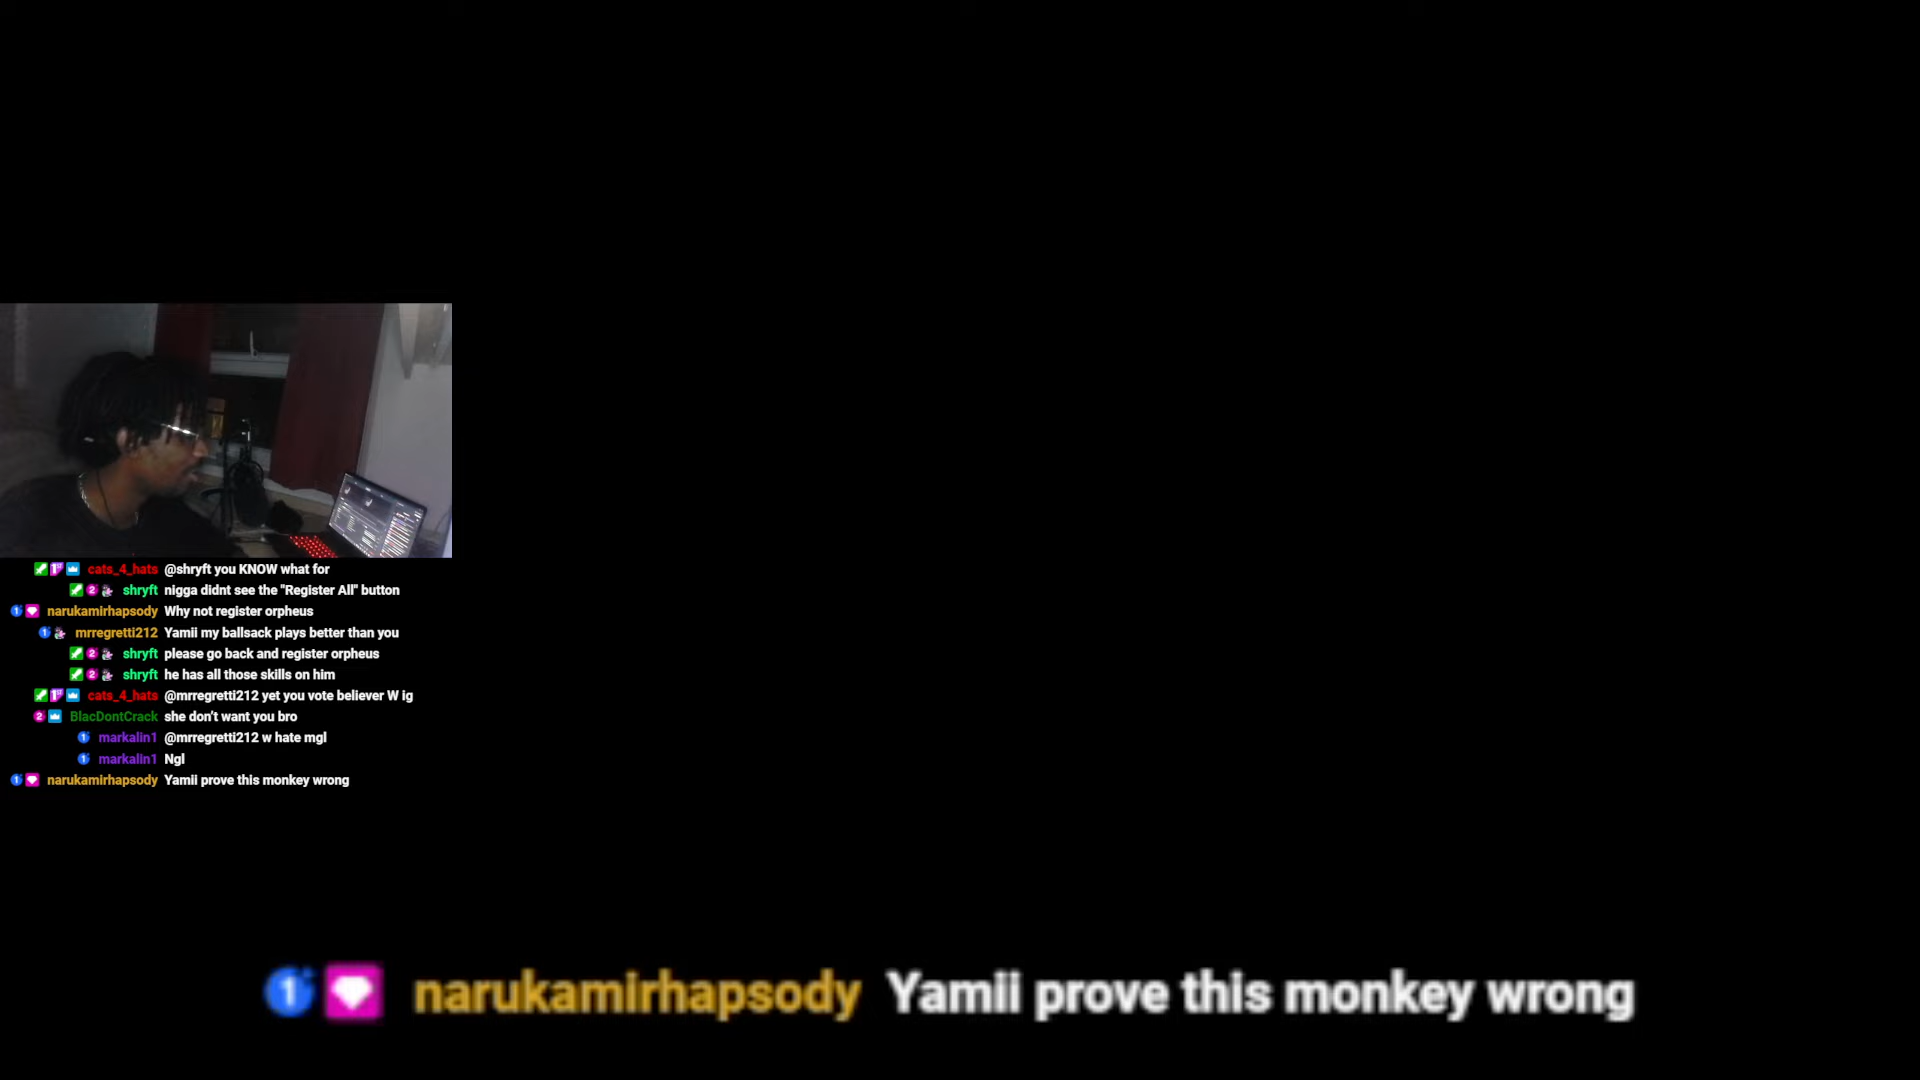 cats_4_hats @shryft you KNOW what for
shryft nigga didnt see the "Register All" button
narukamirhapsody Why not register orpheus
mrregretti212 Yamii my ballsack plays better than you
shryft please go back and register orpheus
shryft he has all those skills on him
cats_4_hats @mrregretti212 yet you vote believer W ig
BlacDontCrack she don't want you bro
markalin1 @mrregretti212 w hate mgl
markalin1 Ngl
narukamirhapsody Yamii prove this monkey wrong
narukamirhapsody Yamii prove this monkey wrong